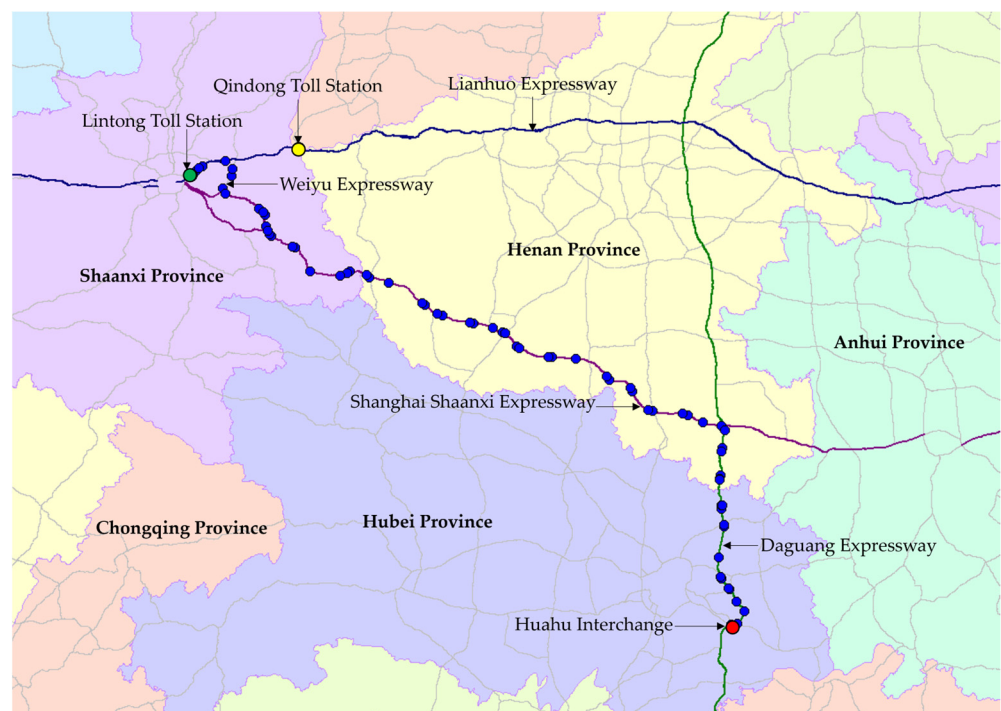 Qindong Toll Station
Lianhuo Expressway
Lintong Toll Station
Weiyu Expressway
Henan Province
Shaanxi Province
Anhui Province
Shanghai Shaanxi Expressway
Hubei Province
Chongqing Province
Daguang Expressway
Huahu Interchange